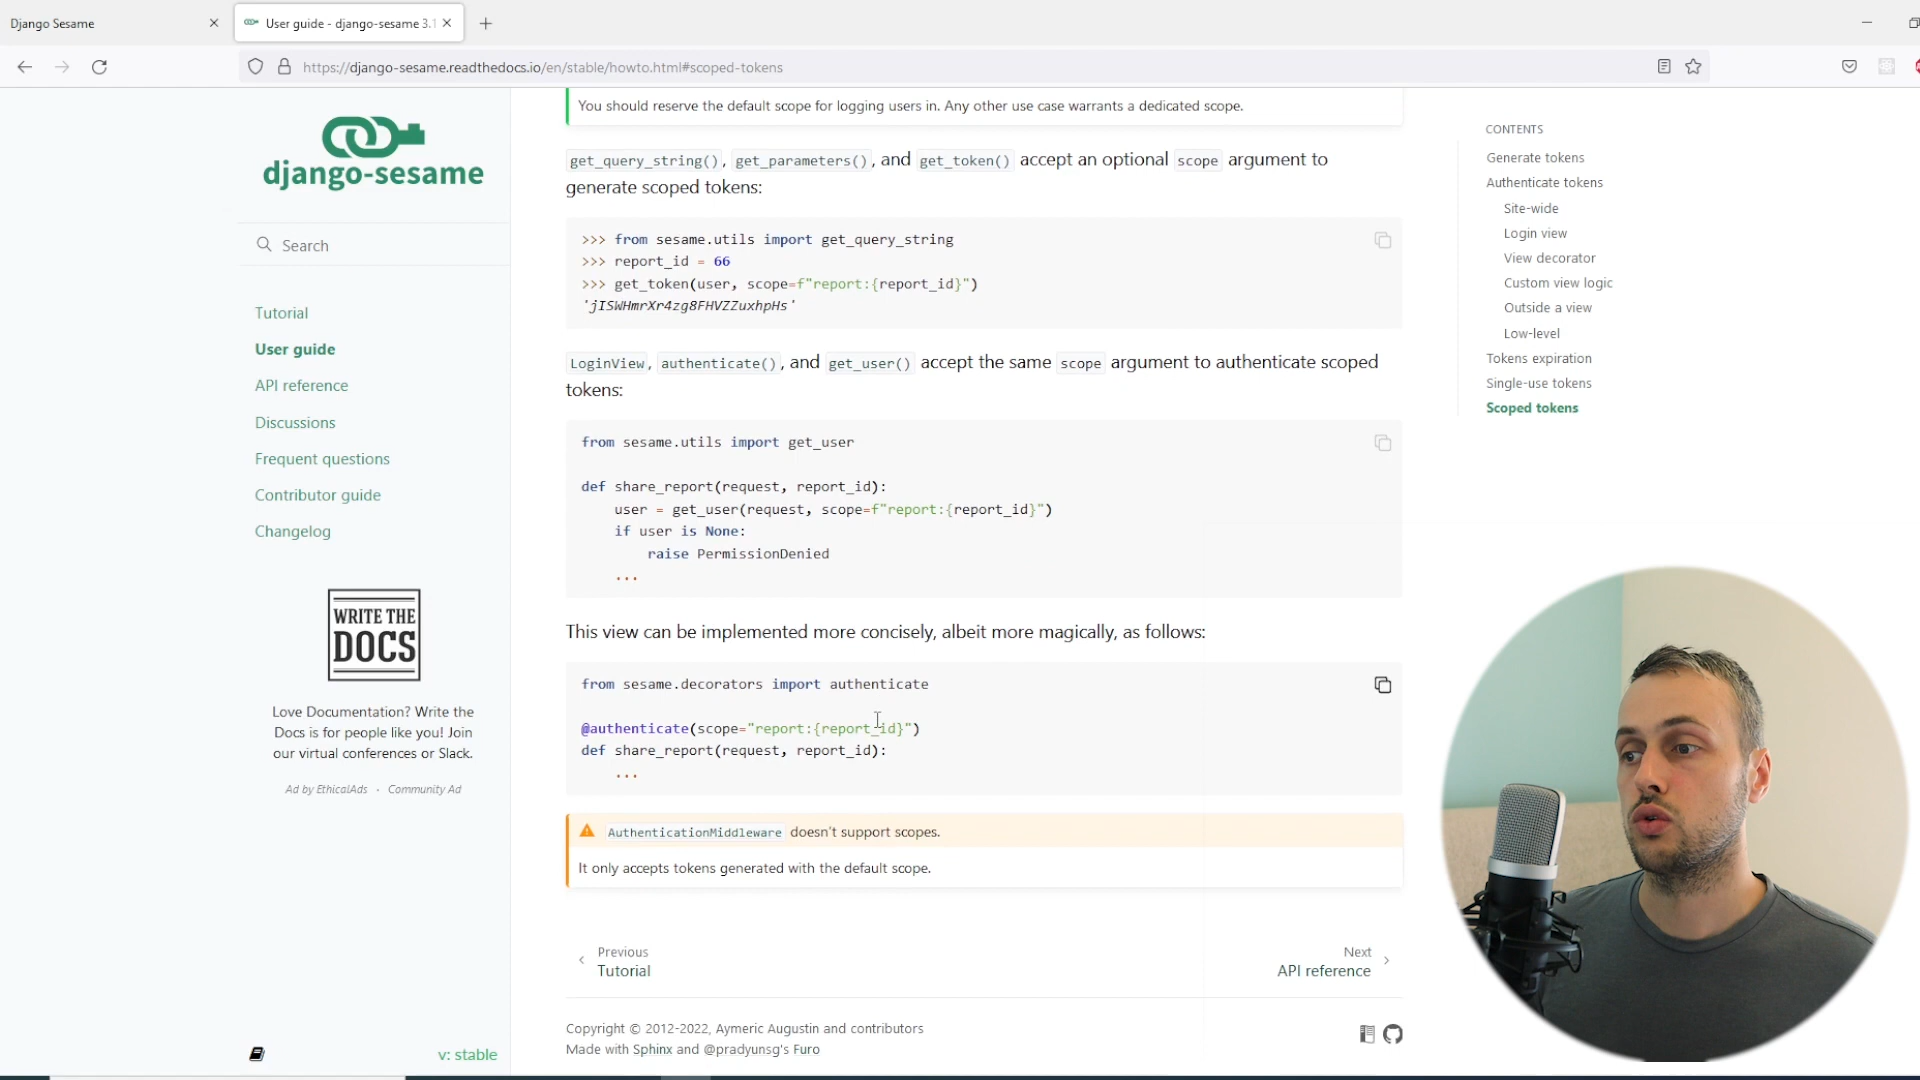 Django Sesame
User guide - django-sesame 3.1
https://django-sesame.readthedocs.io/en/stable/howto.html#scoped-tokens
django-sesame
Search
Tutorial
User guide
API reference
Discussions
Frequent questions
Contributor guide
Changelog
WRITE THE
DOCS
Love Documentation? Write the
Docs is for people like you! Join
our virtual conferences or Slack.
Ad by EthicalAds · Community Ad
v: stable
You should reserve the default scope for logging users in. Any other use case warrants a dedicated scope.
get_query_string(), get_parameters(), and get_token() accept an optional scope argument to
generate scoped tokens:
>>> from sesame.utils import get_query_string
>>> report_id = 66
>>> get_token(user, scope=f"report:{report_id}")
'jISWHmrXr4zg8FHVZZuxhpHs'
LoginView, authenticate(), and get_user() accept the same scope argument to authenticate scoped
tokens:
from sesame.utils import get_user
def share_report(request, report_id):
user = get_user(request, scope=f"report:{report_id}")
if user is None:
raise PermissionDenied
...
This view can be implemented more concisely, albeit more magically, as follows:
from sesame.decorators import authenticate
@authenticate(scope="report:{report_id}")
def share_report(request, report_id):
...
AuthenticationMiddleware doesn't support scopes.
It only accepts tokens generated with the default scope.
Previous
Tutorial
Next
API reference
Copyright © 2012-2022, Aymeric Augustin and contributors
Made with Sphinx and @pradyunsg's Furo
CONTENTS
Generate tokens
Authenticate tokens
Site-wide
Login view
View decorator
Custom view logic
Outside a view
Low-level
Tokens expiration
Single-use tokens
Scoped tokens